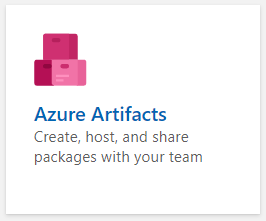 Azure Artifacts
Create, host, and share
packages with your team